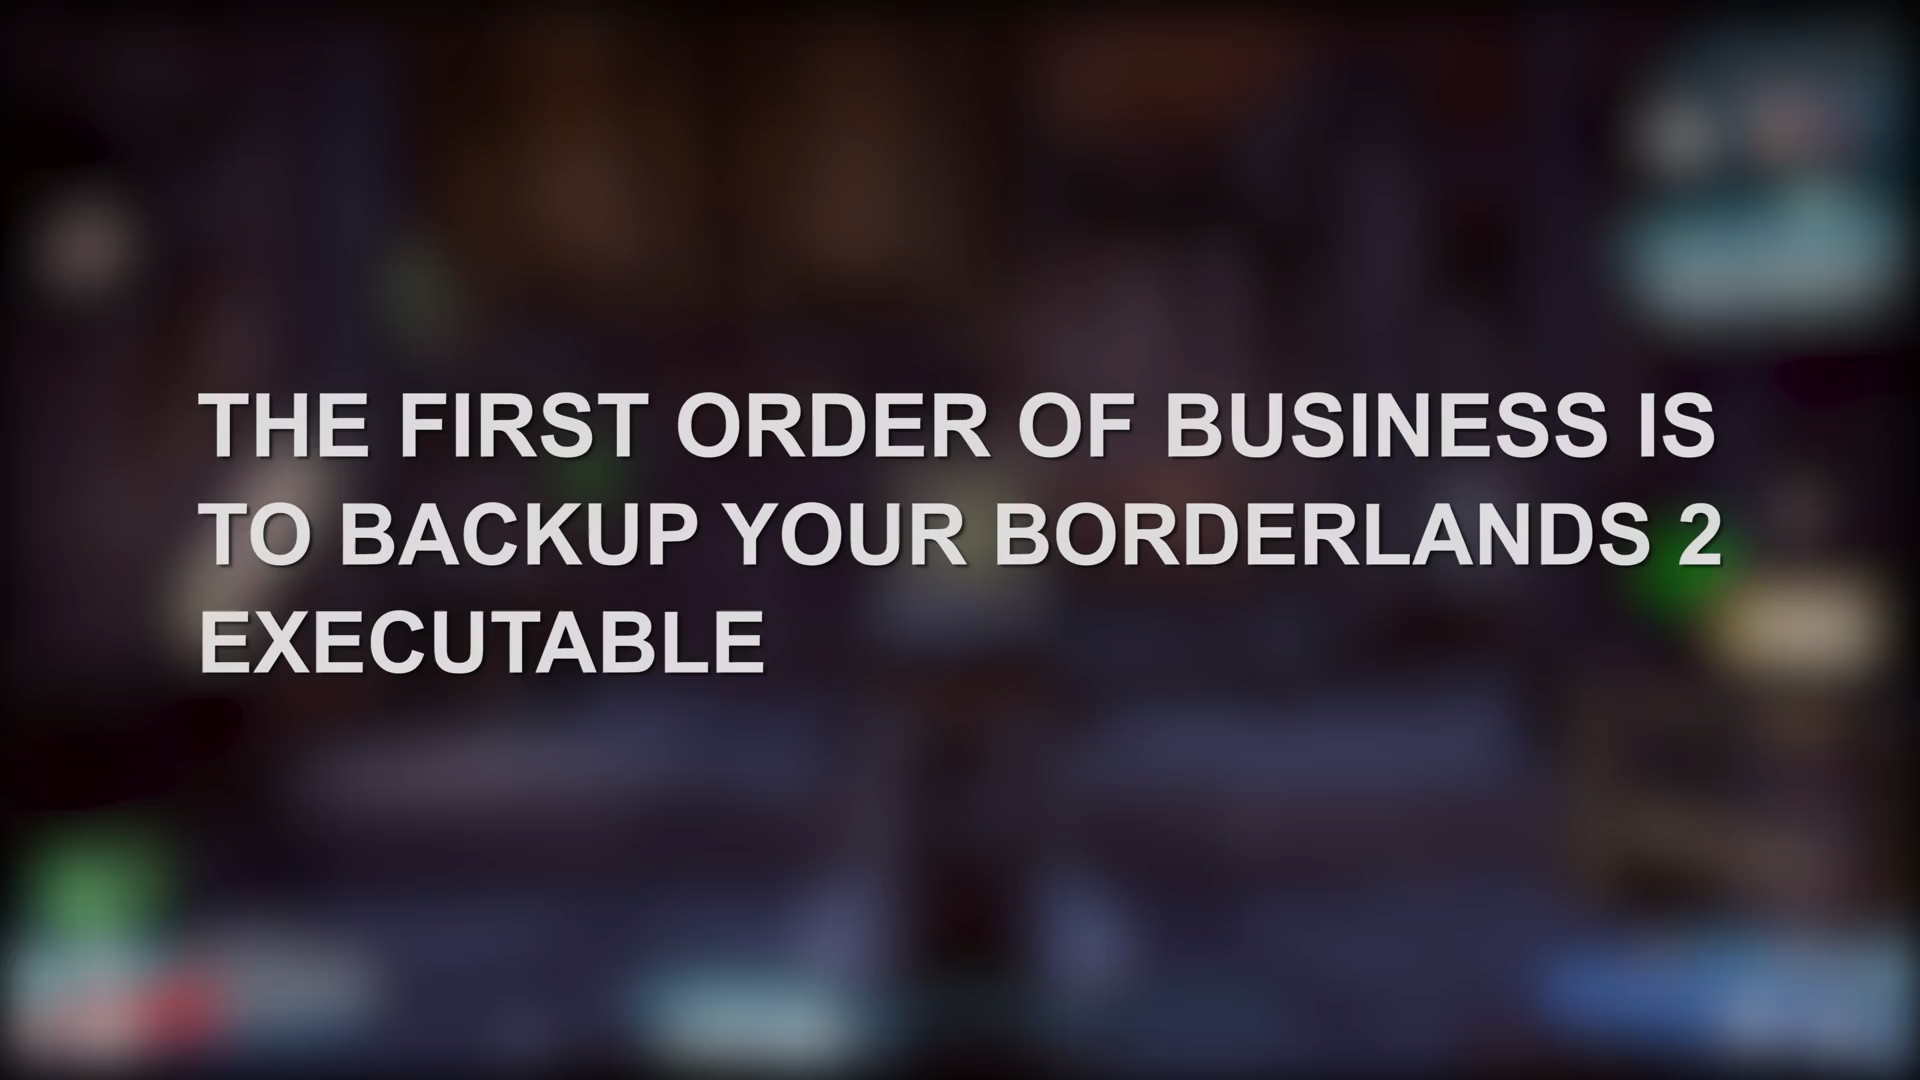 THE FIRST ORDER OF BUSINESS IS
TO BACKUP YOUR BORDERLANDS 2
EXECUTABLE